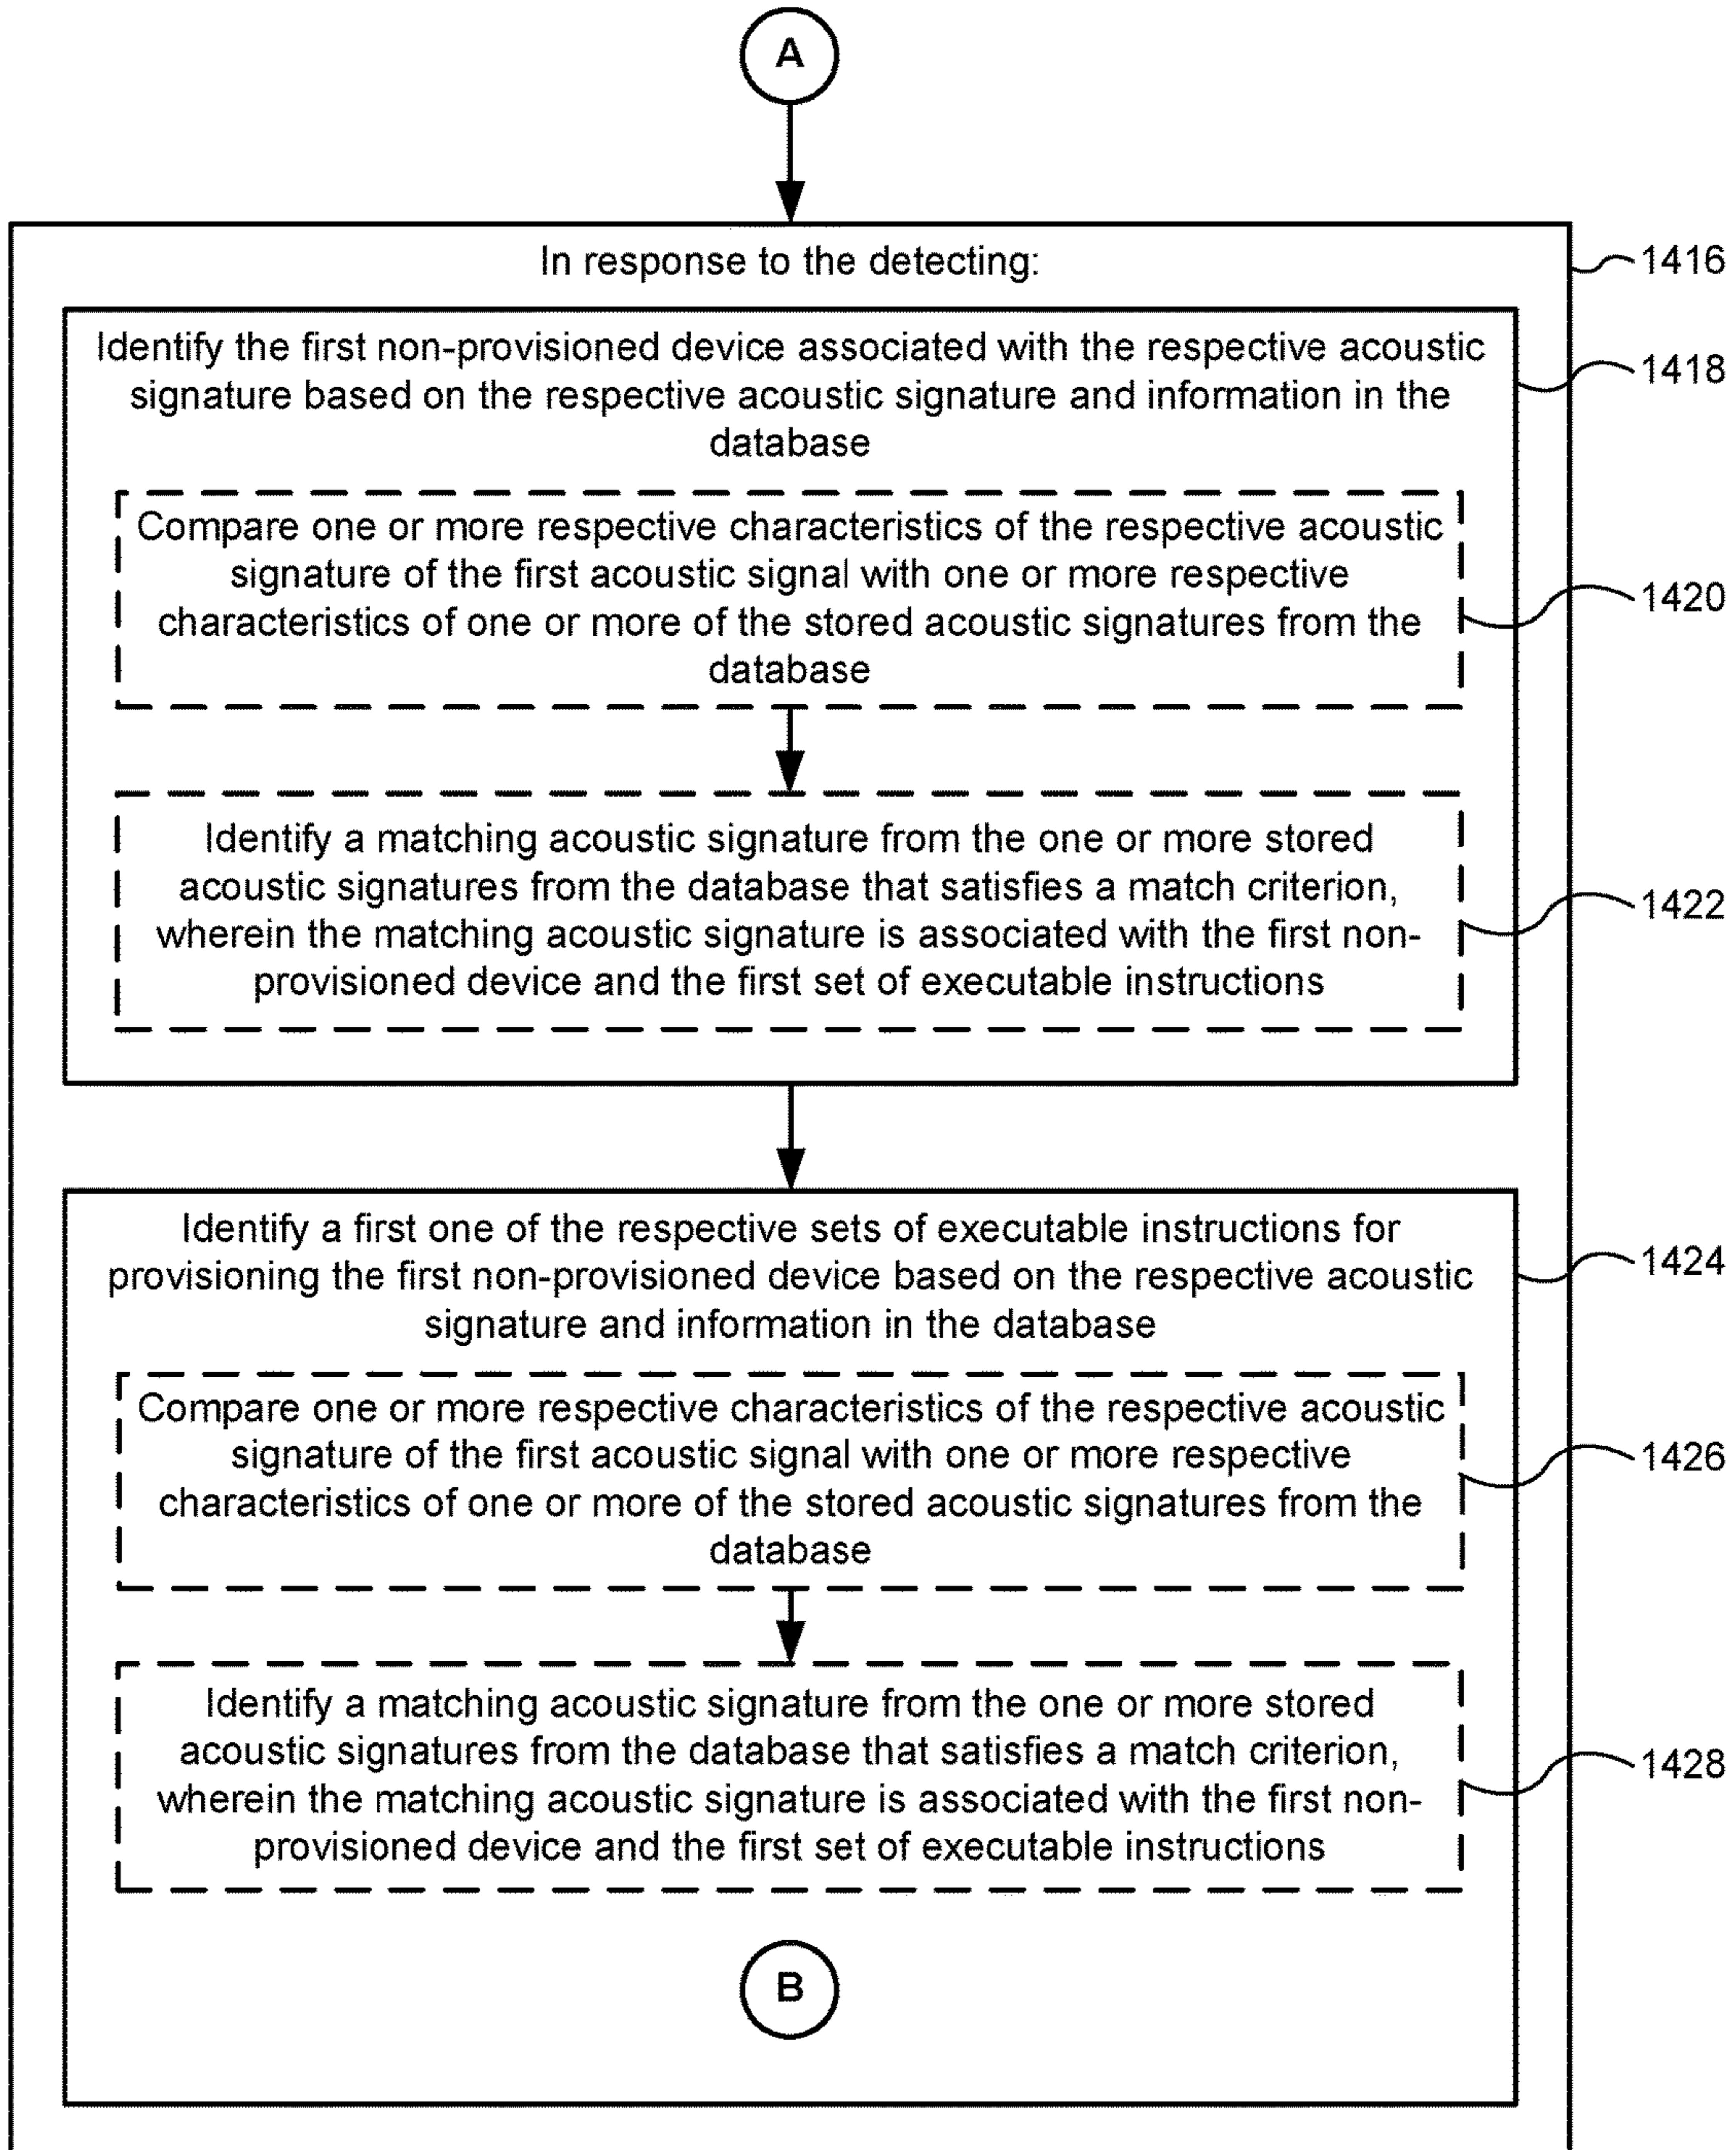 A
In response to the detecting:
1416
Identify the first non-provisioned device associated with the respective acoustic
signature based on the respective acoustic signature and information in the
database
1418
Compare one or more respective characteristics of the respective acoustic
signature of the first acoustic signal with one or more respective
characteristics of one or more of the stored acoustic signatures from the
database
1420
Identify a matching acoustic signature from the one or more stored
acoustic signatures from the database that satisfies a match criterion,
wherein the matching acoustic signature is associated with the first non-
provisioned device and the first set of executable instructions
1422
Identify a first one of the respective sets of executable instructions for
provisioning the first non-provisioned device based on the respective acoustic
signature and information in the database
1424
Compare one or more respective characteristics of the respective acoustic
signature of the first acoustic signal with one or more respective
characteristics of one or more of the stored acoustic signatures from the
database
1426
Identify a matching acoustic signature from the one or more stored
acoustic signatures from the database that satisfies a match criterion,
wherein the matching acoustic signature is associated with the first non-
provisioned device and the first set of executable instructions
1428
B